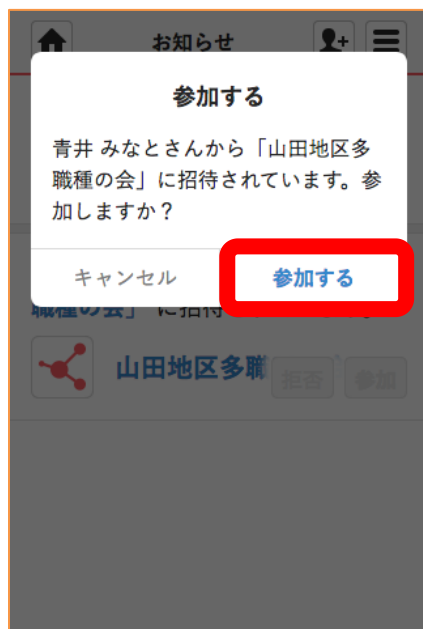 お知らせ
参加する
青井 みなとさんから「山田地区多
職種の会」に招待されています。参
加しますか？
キャンセル 参加する
職種の会」 に招待
山田地区多職
拒否 参加